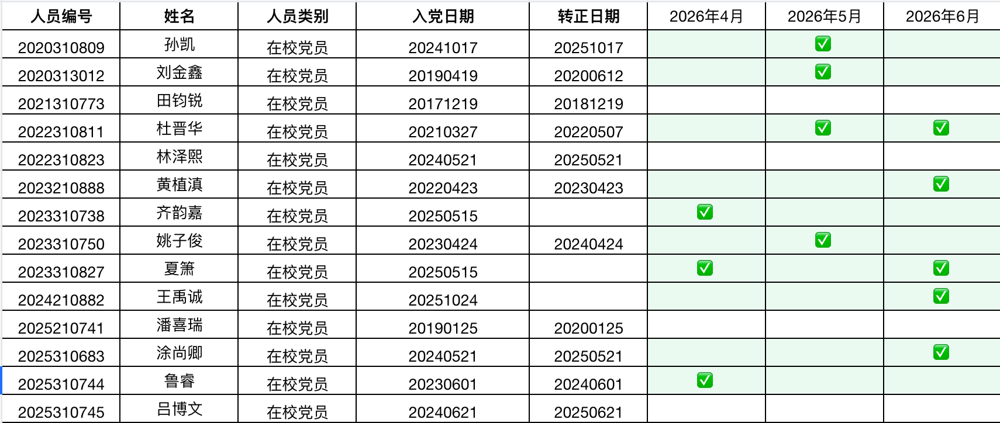 人员编号 姓名 人员类别 入党日期 转正日期 2026年4月 2026年5月 2026年6月
2020310809 孙凯 在校党员 20241017 20251017 ✅
2020313012 刘金鑫 在校党员 20190419 20200612 ✅
2021310773 田钧锐 在校党员 20171219 20181219
2022310811 杜晋华 在校党员 20210327 20220507 ✅ ✅
2022310823 林泽熙 在校党员 20240521 20250521
2023210888 黄植滇 在校党员 20220423 20230423 ✅
2023310738 齐韵嘉 在校党员 20250515 ✅
2023310750 姚子俊 在校党员 20230424 20240424 ✅
2023310827 夏箫 在校党员 20250515 ✅ ✅
2024210882 王禹诚 在校党员 20251024 ✅
2025210741 潘喜瑞 在校党员 20190125 20200125
2025310683 涂尚卿 在校党员 20240521 20250521 ✅
2025310744 鲁睿 在校党员 20230601 20240601 ✅
2025310745 吕博文 在校党员 20240621 20250621